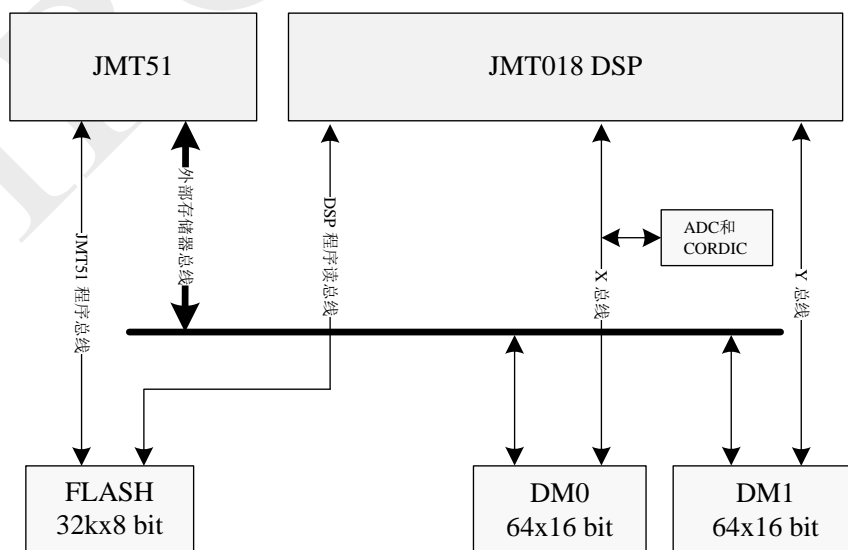 JMT51
JMT018 DSP
JMT51 程序总线
外部存储器总线
DSP 程序读总线
X 总线
ADC和
CORDIC
Y 总线
FLASH
32kx8 bit
DM0
64x16 bit
DM1
64x16 bit